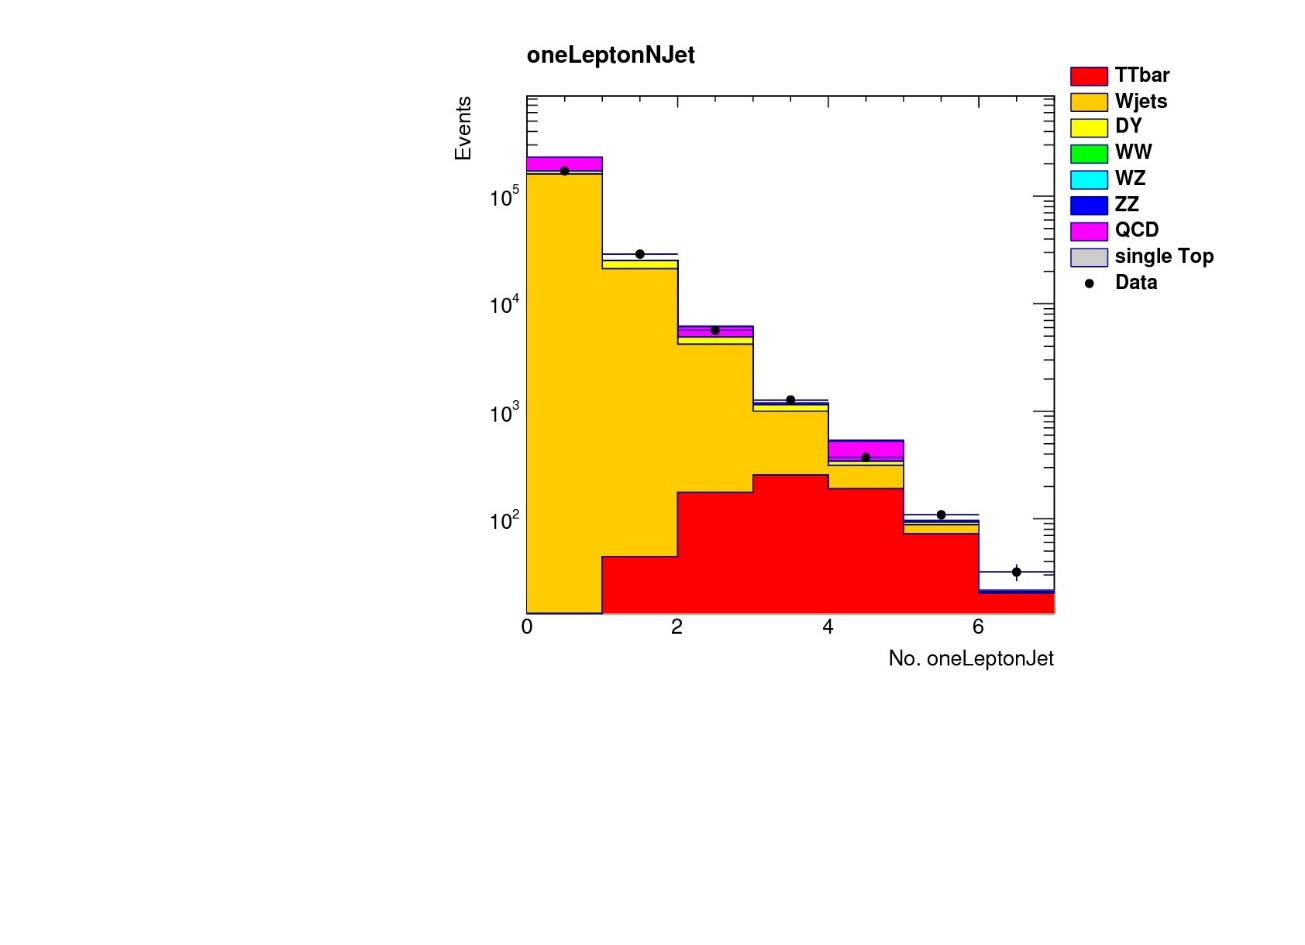 oneLeptonNJet
Events
10^5
10^4
10^3
10^2
0 2 4 6
No. oneLeptonJet
TTbar
Wjets
DY
WW
WZ
ZZ
QCD
single Top
Data